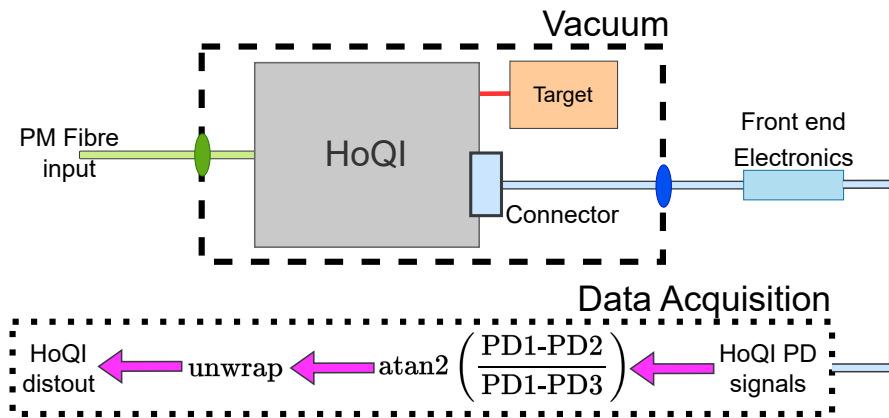 Vacuum
Target
PM Fibre
input
HoQI
Front end
Electronics
Connector
Data Acquisition
HoQI
distout
unwrap
atan2 (PD1-PD2 / PD1-PD3)
HoQI PD
signals